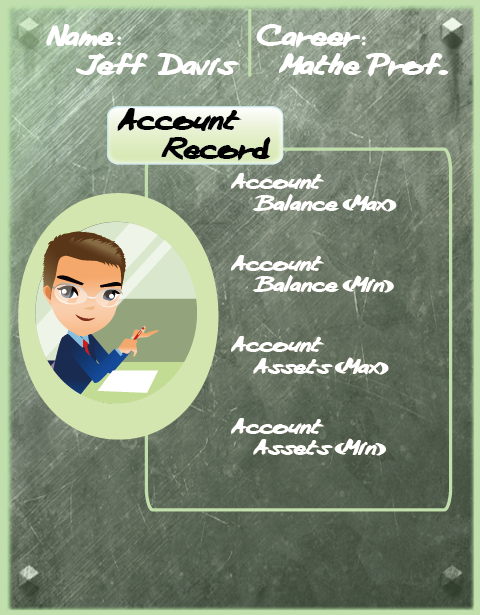 Name:
Jeff Davis
Career:
Mathe Prof.
Account
Record
Account
Balance (Max)
Account
Balance (Min)
Account
Assets (Max)
Account
Assets (Min)